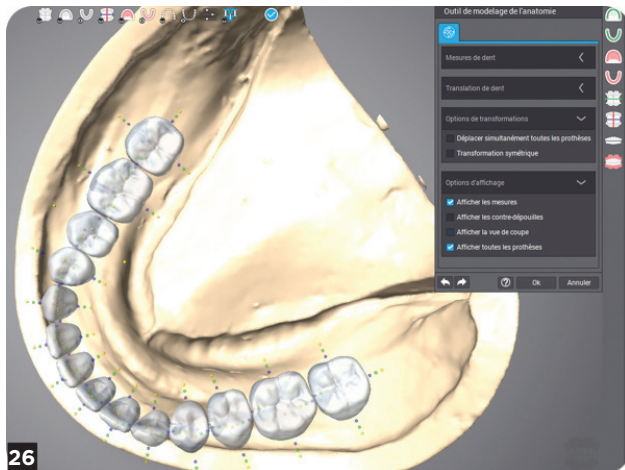 Outil de modelage de l'anatomie
Mesures de dent
Translation de dent
Options de transformations
Déplacer simultanément toutes les prothèses
Transformation symétrique
Options d'affichage
Afficher les mesures
Afficher les contre-dépouilles
Afficher la vue de coupe
Afficher toutes les prothèses
Ok
Annuler
26